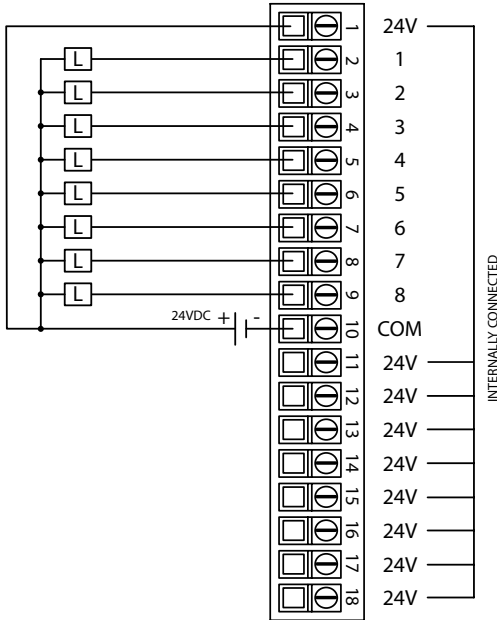 1 24V
L 2 1
L 3 2
L 4 3
L 5 4
L 6 5
L 7 6
L 8 7
L 9 8
24VDC + - 10 COM
11 24V
12 24V
13 24V
14 24V
15 24V
16 24V
17 24V
18 24V
INTERNALLY CONNECTED